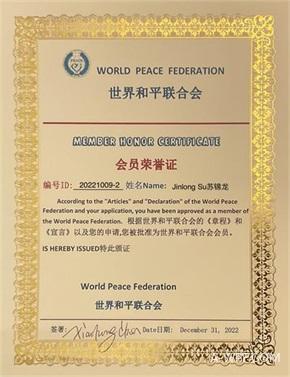 WORLD PEACE FEDERATION
世界和平联合会
MEMBER HONOR CERTIFICATE
会员荣誉证
编号ID: 20221009-2 姓名Name: Jinlong Su苏锦龙
According to the "Articles" and "Declaration" of the World Peace
Federation and your application, you have been approved as a member of
the World Peace Federation. 根据世界和平联合会的《章程》和
《宣言》以及您的申请,您被批准为世界和平联合会会员。
IS HEREBY ISSUED特此颁证
World Peace Federation
世界和平联合会
签署: Date日期: December 31, 2022